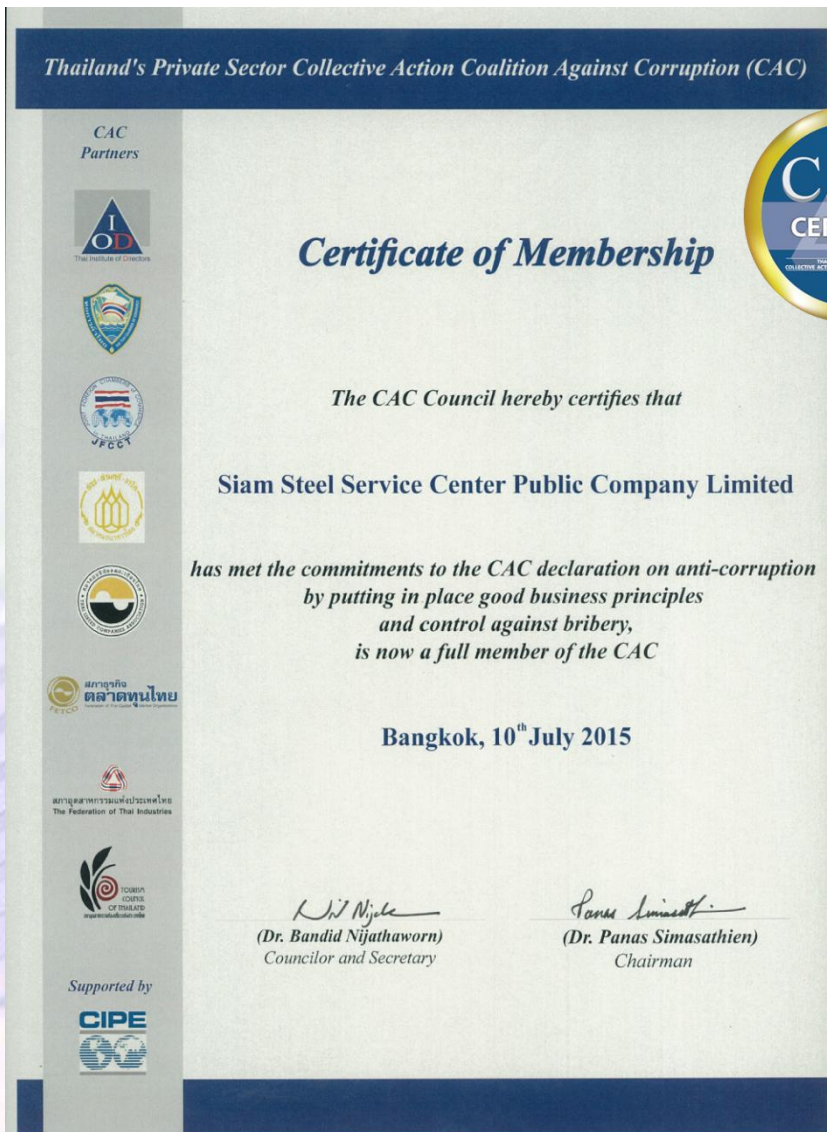 Thailand's Private Sector Collective Action Coalition Against Corruption (CAC)
CAC
Partners
I
OD
Thai Institute of Directors
JFCCT
สภาธุรกิจ
ตลาดทุนไทย
FETCO
สภาอุตสาหกรรมแห่งประเทศไทย
The Federation of Thai Industries
TOURISM
COUNCIL
OF THAILAND
Supported by
CIPE
C
CE
Certificate of Membership
The CAC Council hereby certifies that
Siam Steel Service Center Public Company Limited
has met the commitments to the CAC declaration on anti-corruption
by putting in place good business principles
and control against bribery,
is now a full member of the CAC
Bangkok, 10th July 2015
(Dr. Bandid Nijathaworn)
Councilor and Secretary
(Dr. Panas Simasathien)
Chairman